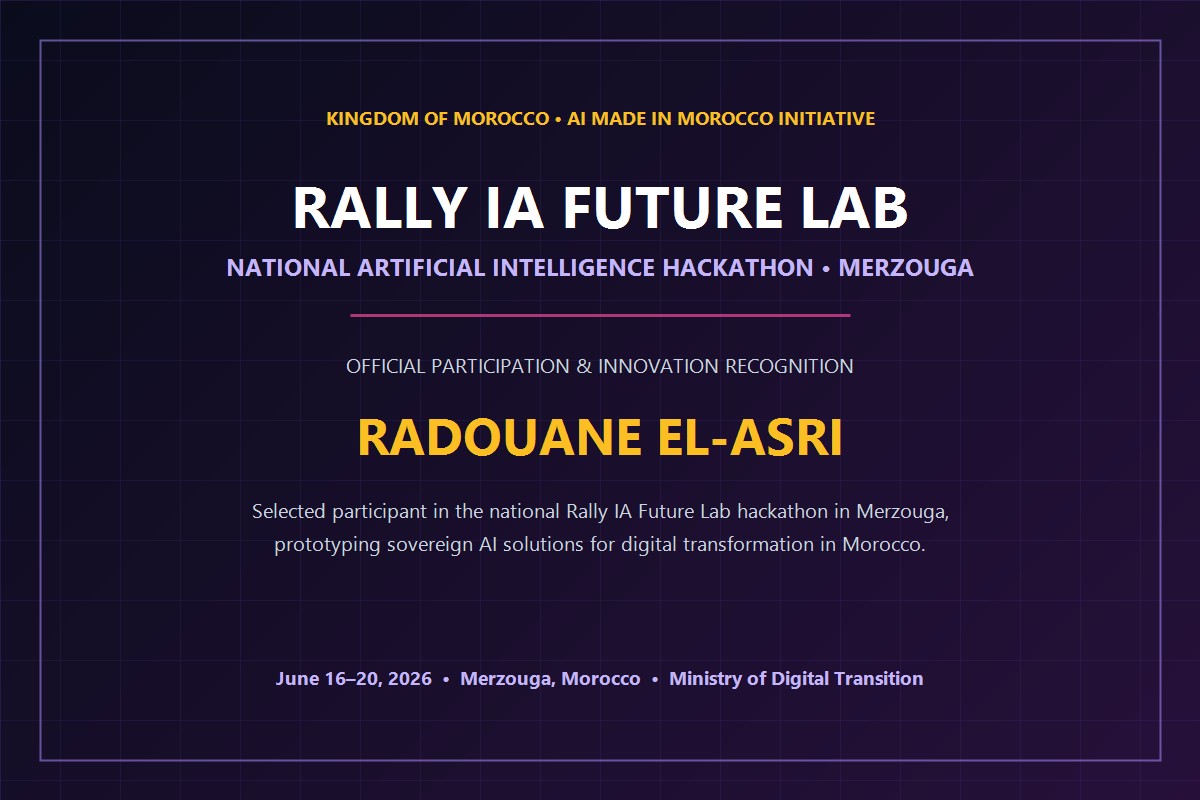 KINGDOM OF MOROCCO • AI MADE IN MOROCCO INITIATIVE
RALLY IA FUTURE LAB
NATIONAL ARTIFICIAL INTELLIGENCE HACKATHON • MERZOUGA
OFFICIAL PARTICIPATION & INNOVATION RECOGNITION
RADOUANE EL-ASRI
Selected participant in the national Rally IA Future Lab hackathon in Merzouga,
prototyping sovereign AI solutions for digital transformation in Morocco.
June 16–20, 2026 • Merzouga, Morocco • Ministry of Digital Transition